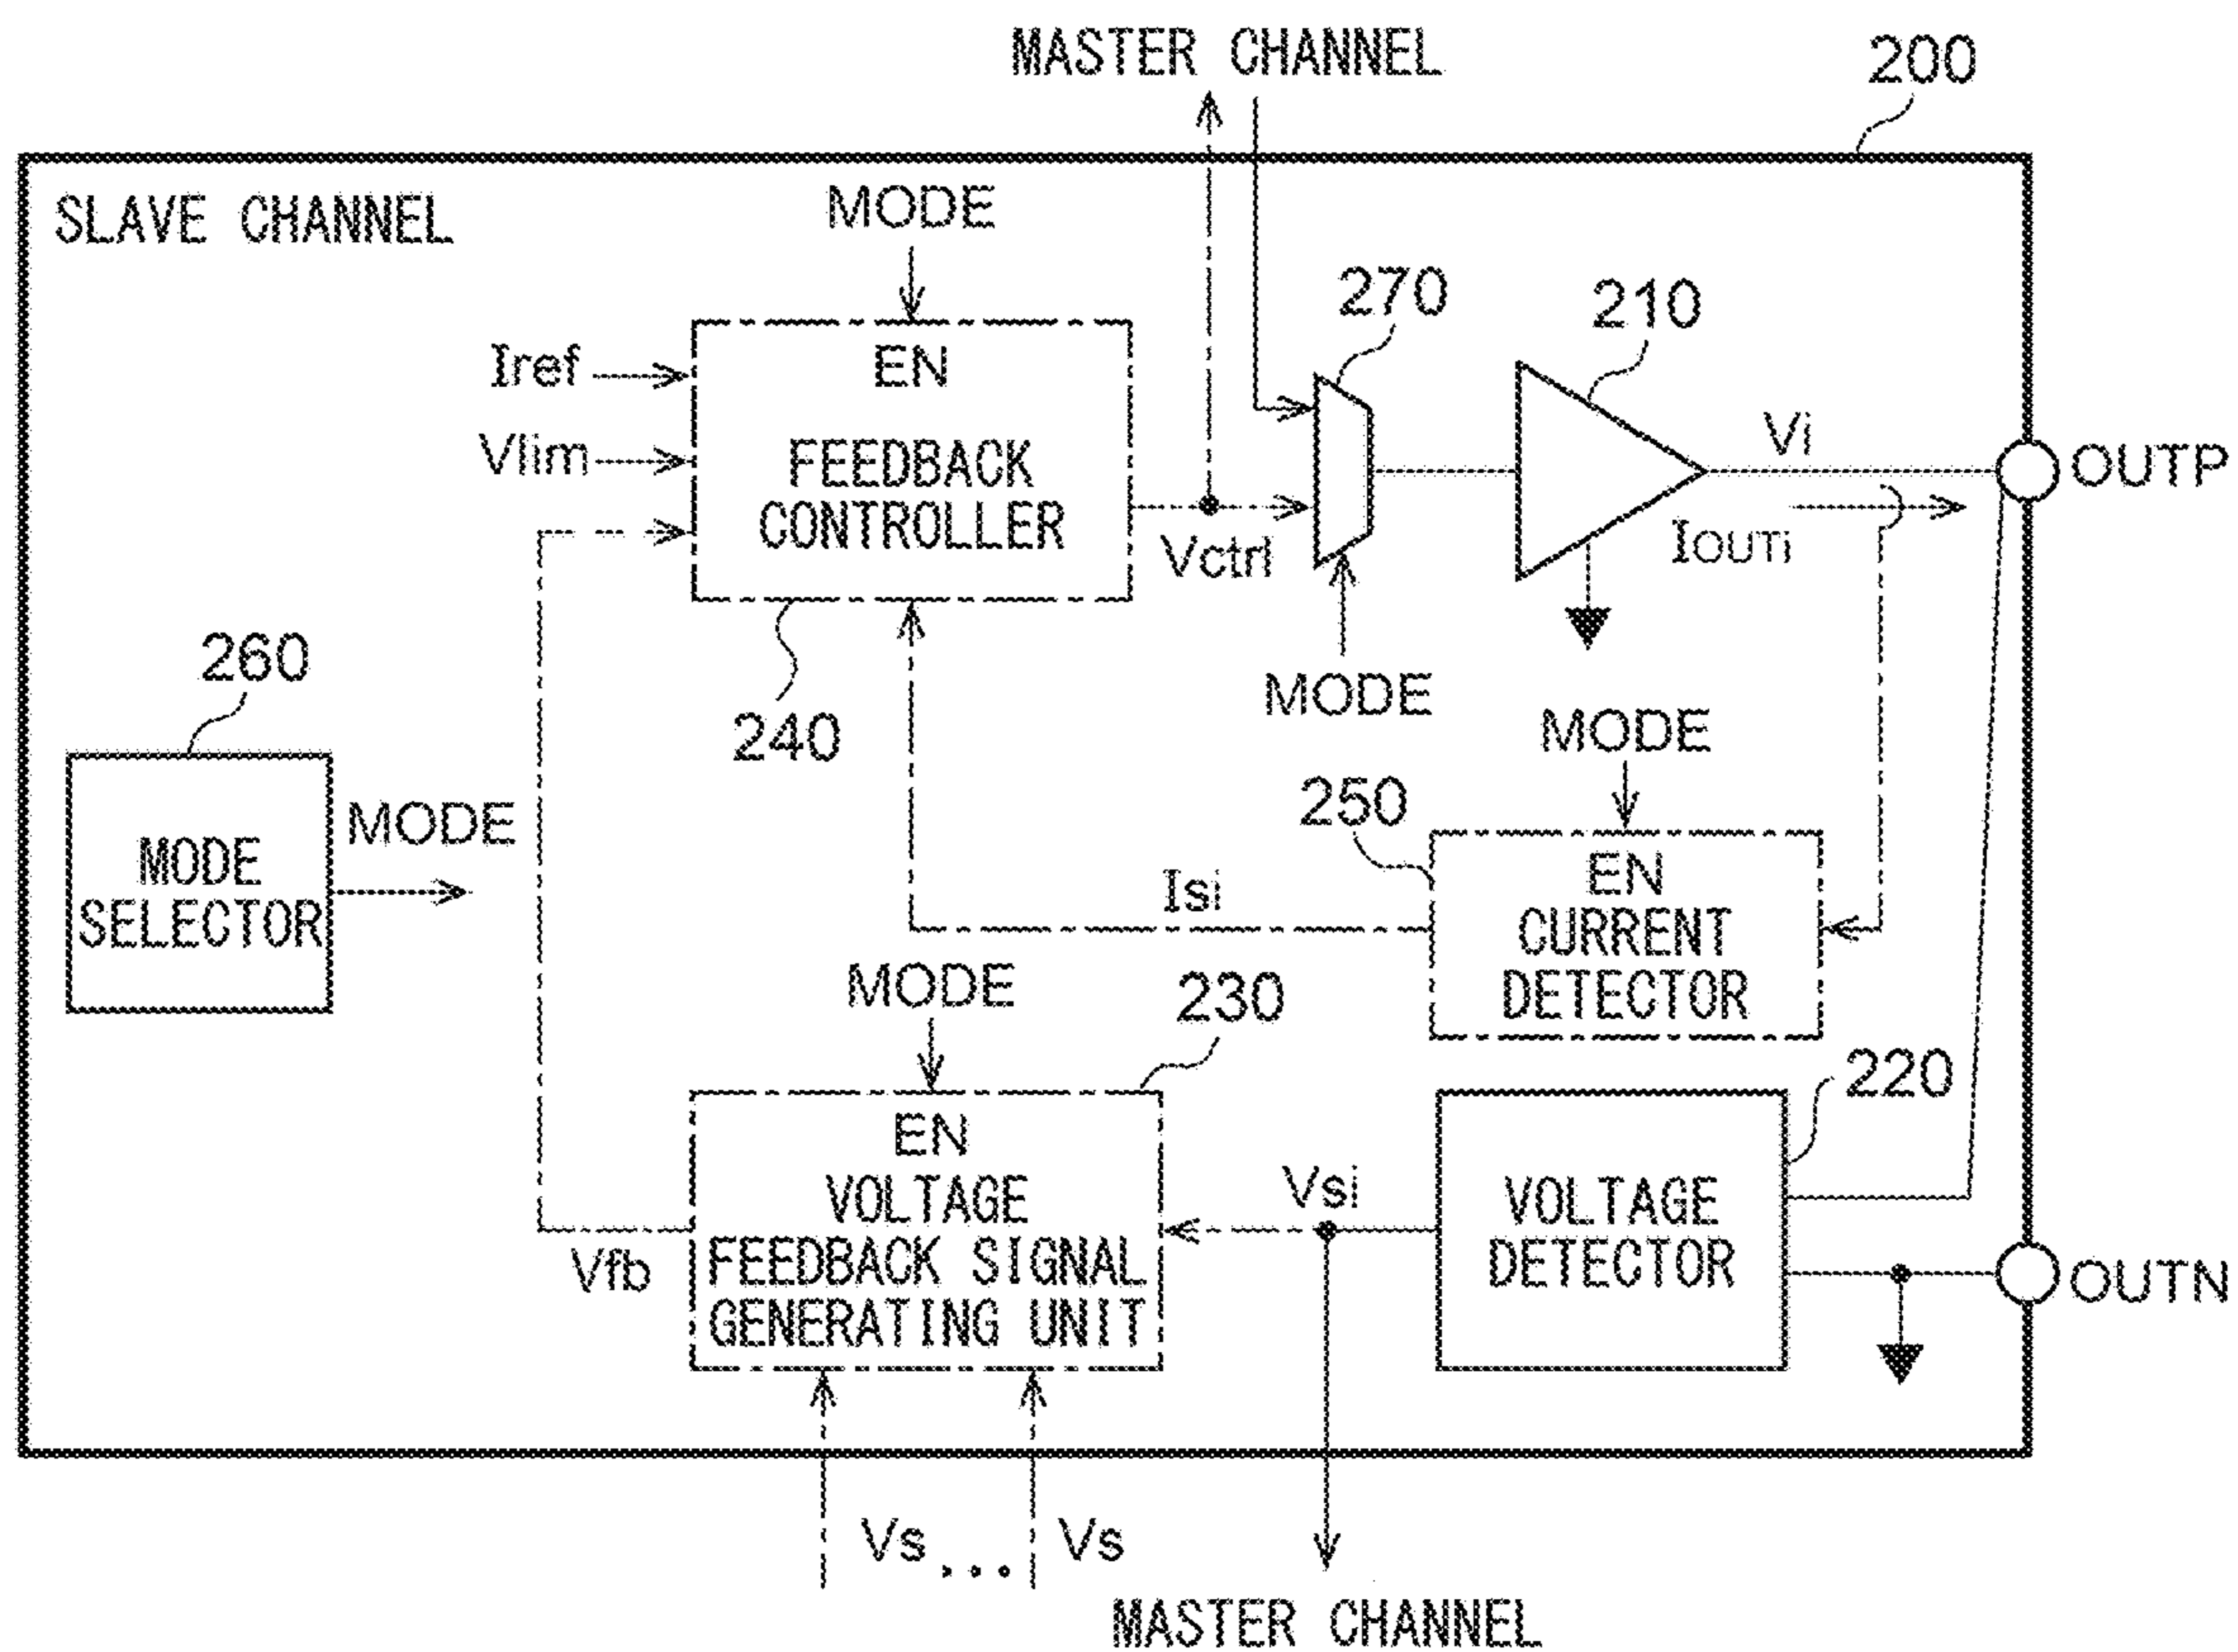 MASTER CHANNEL
200
SLAVE CHANNEL
MODE
270
210
Iref
EN
Vlim
FEEDBACK
CONTROLLER
Vctrl
Vi
OUTP
IOUTi
260
240
MODE
MODE
250
MODE
MODE
SELECTOR
Isi
EN
CURRENT
DETECTOR
MODE
230
220
EN
VOLTAGE
FEEDBACK SIGNAL
GENERATING UNIT
Vfb
Vsi
VOLTAGE
DETECTOR
OUTN
Vs ... Vs
MASTER CHANNEL